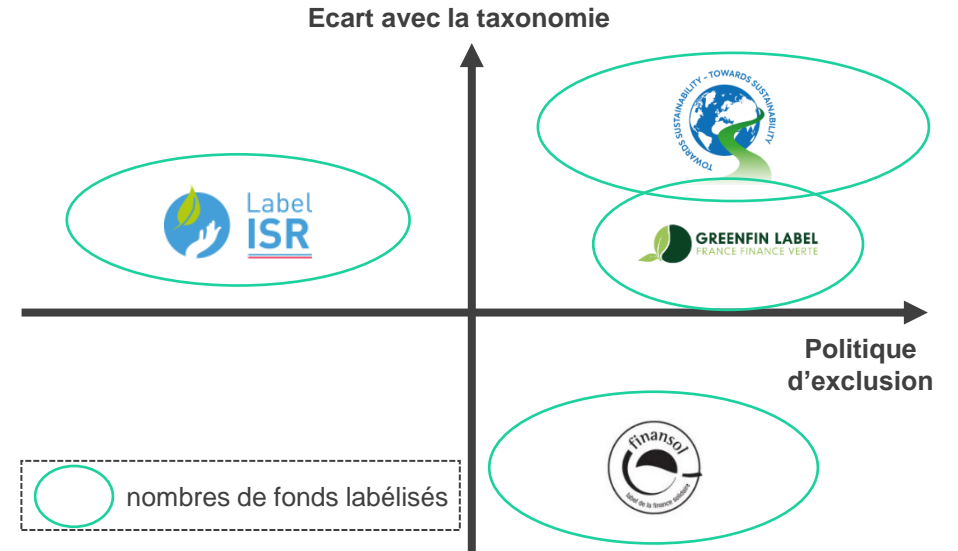 Ecart avec la taxonomie
TOWARDS SUSTAINABILITY - TOWARDS SUSTAINABILITY
Label
ISR
GREENFIN LABEL
FRANCE FINANCE VERTE
Politique
d'exclusion
finansol
label de la finance solidaire
nombres de fonds labélisés